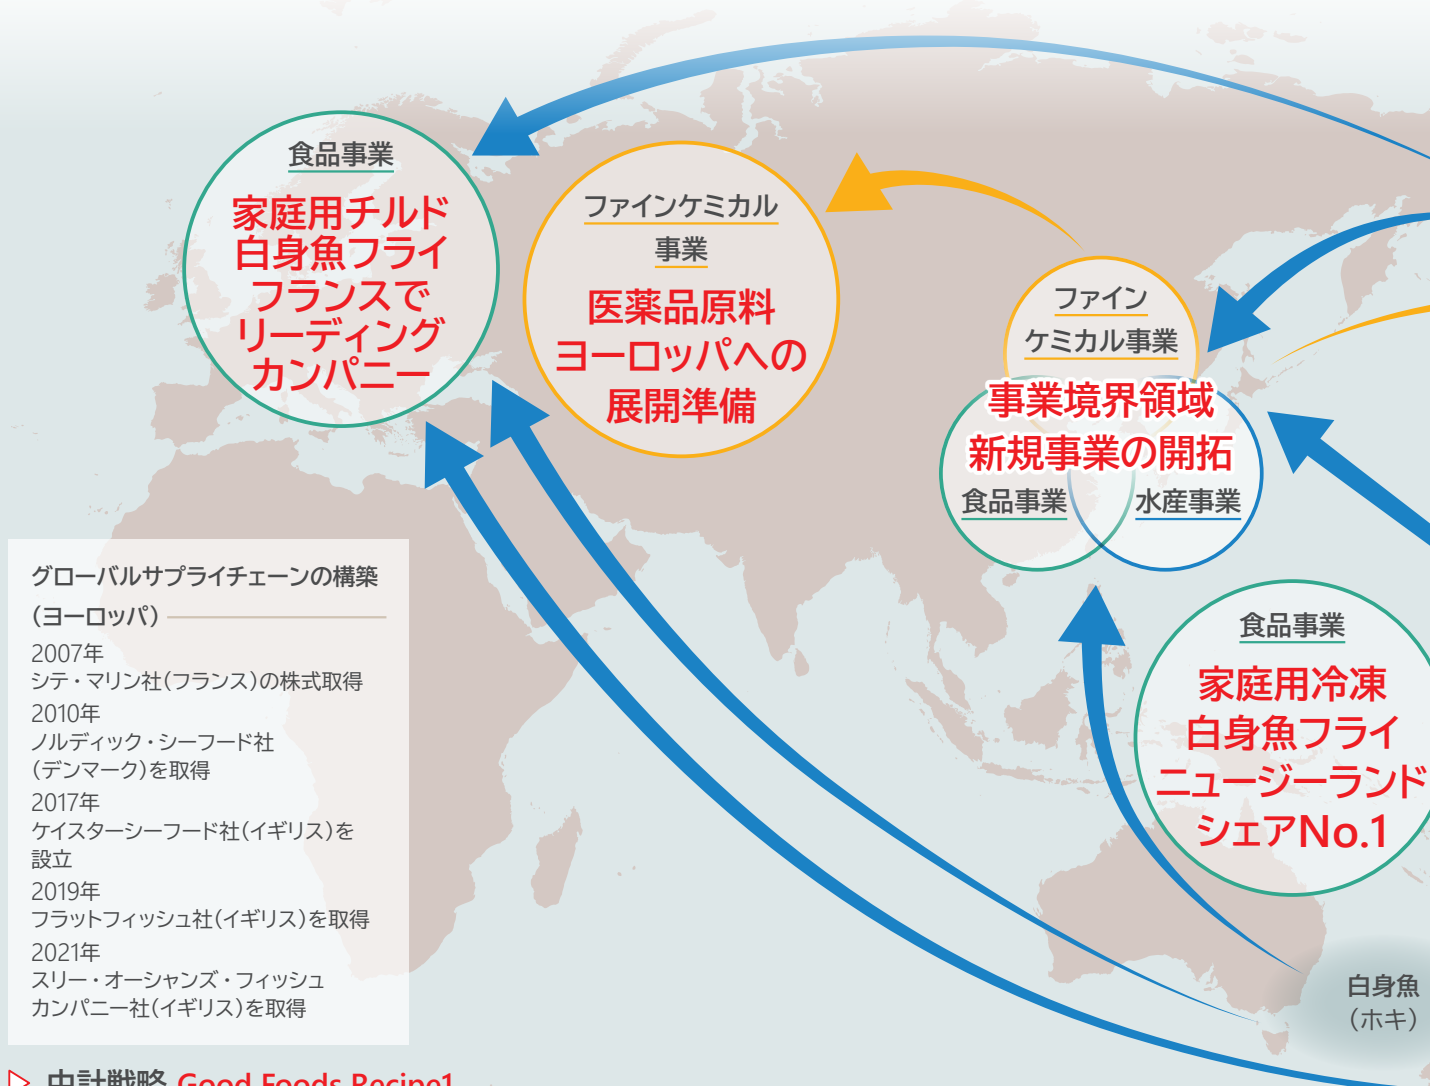 食品事業
家庭用チルド
白身魚フライ
フランスで
リーディング
カンパニー
ファインケミカル
事業
医薬品原料
ヨーロッパへの
展開準備
ファイン
ケミカル事業
事業境界領域
新規事業の開拓
食品事業
水産事業
食品事業
家庭用冷凍
白身魚フライ
ニュージーランド
シェアNo.1
白身魚
（ホキ）
グローバルサプライチェーンの構築
（ヨーロッパ）
2007年
シテ・マリン社（フランス）の株式取得
2010年
ノルディック・シーフード社
（デンマーク）を取得
2017年
ケイスターシーフード社（イギリス）を
設立
2019年
フラットフィッシュ社（イギリス）を取得
2021年
スリー・オーシャンズ・フィッシュ
カンパニー社（イギリス）を取得
中計戦略 Good Foods Recipe1